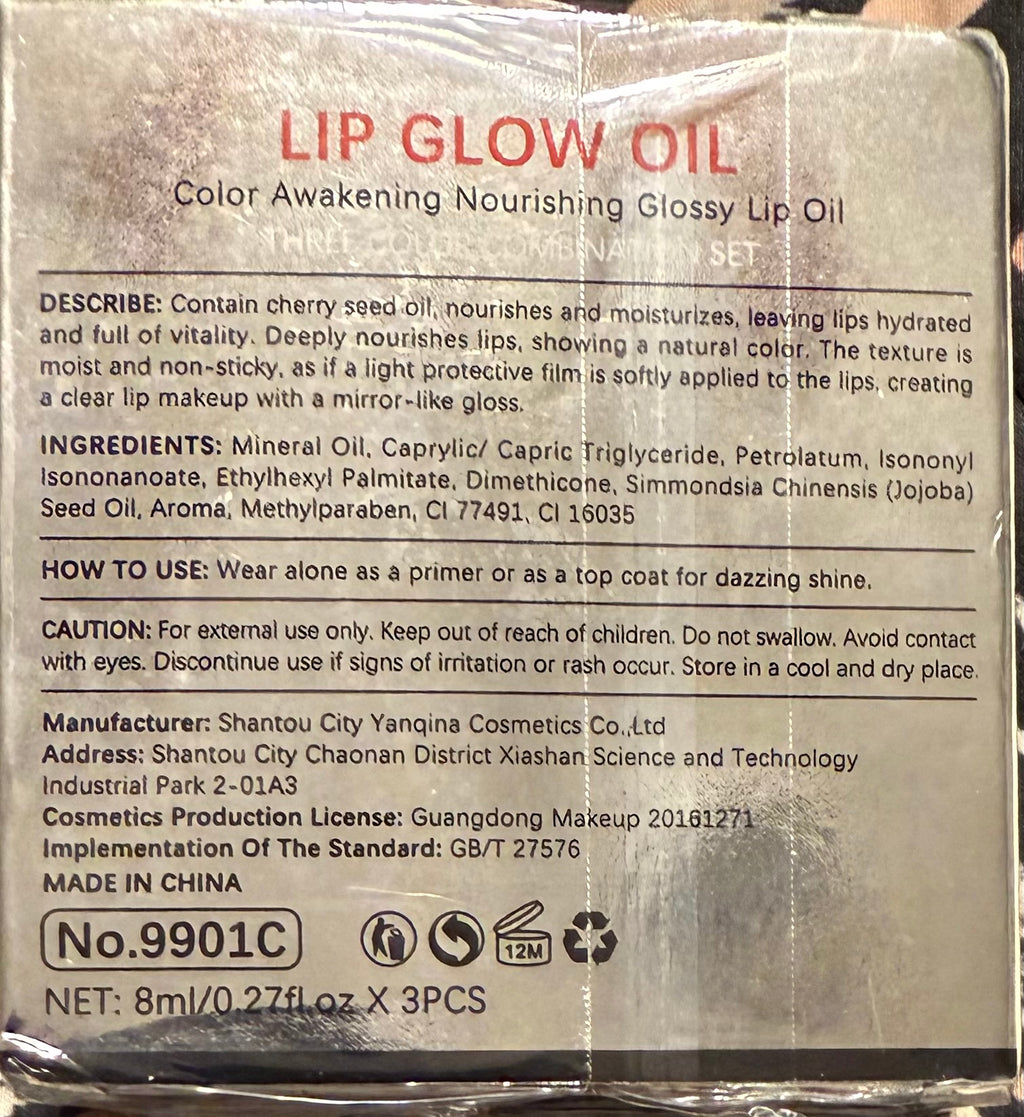 LIP GLOW OIL
Color Awakening Nourishing Glossy Lip Oil
THREE COLOR COMBINATION SET
DESCRIBE: Contain cherry seed oil, nourishes and moisturizes, leaving lips hydrated
and full of vitality. Deeply nourishes lips, showing a natural color. The texture is
moist and non-sticky, as if a light protective film is softly applied to the lips, creating
a clear lip makeup with a mirror-like gloss.
INGREDIENTS: Mineral Oil, Caprylic/ Capric Triglyceride, Petrolatum, Isononyl
Isononanoate, Ethylhexyl Palmitate, Dimethicone, Simmondsia Chinensis (Jojoba)
Seed Oil, Aroma, Methylparaben, CI 77491, CI 16035
HOW TO USE: Wear alone as a primer or as a top coat for dazzing shine.
CAUTION: For external use only. Keep out of reach of children. Do not swallow. Avoid contact
with eyes. Discontinue use if signs of irritation or rash occur. Store in a cool and dry place.
Manufacturer: Shantou City Yanqina Cosmetics Co.,Ltd
Address: Shantou City Chaonan District Xiashan Science and Technology
Industrial Park 2-01A3
Cosmetics Production License: Guangdong Makeup 20161271
Implementation Of The Standard: GB/T 27576
MADE IN CHINA
No.9901C
12M
NET: 8ml/0.27fl.oz X 3PCS